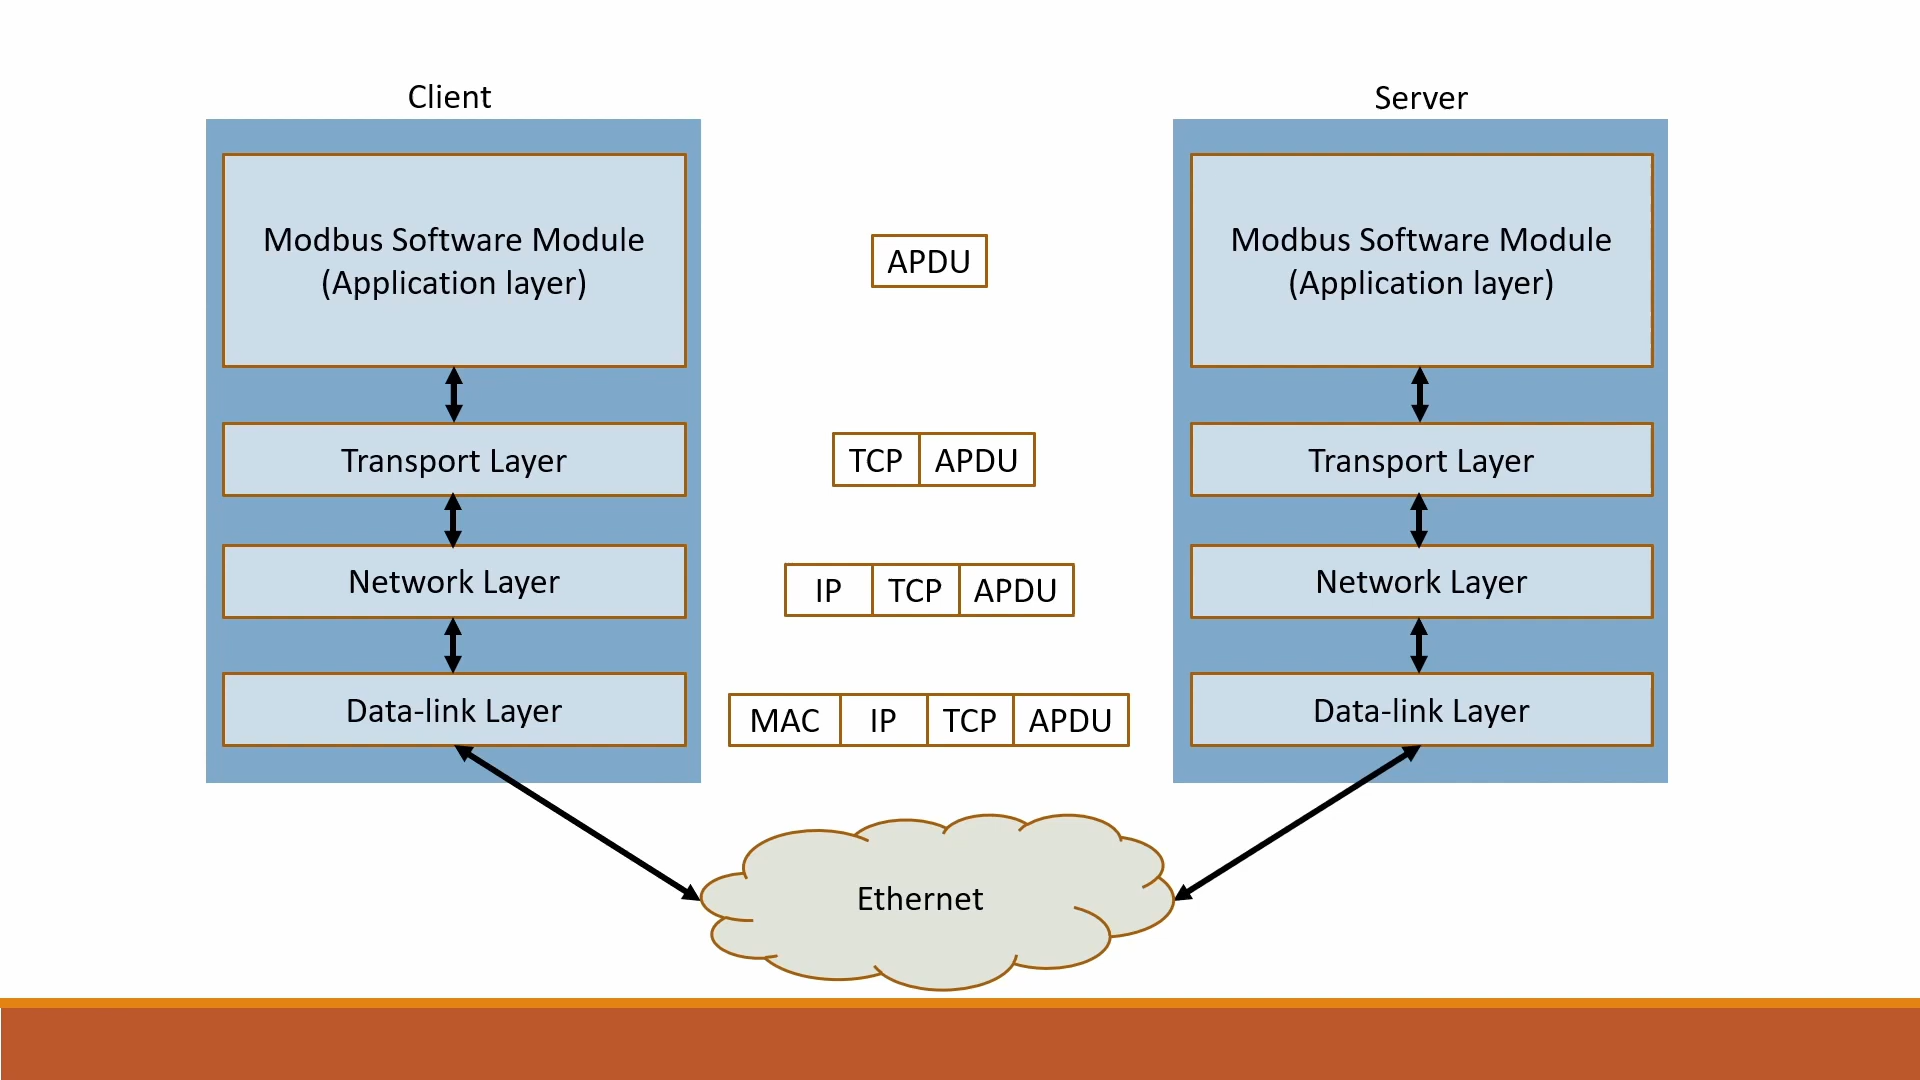 Client
Server
Modbus Software Module
(Application layer)
APDU
Modbus Software Module
(Application layer)
Transport Layer
TCP APDU
Transport Layer
Network Layer
IP TCP APDU
Network Layer
Data-link Layer
MAC IP TCP APDU
Data-link Layer
Ethernet